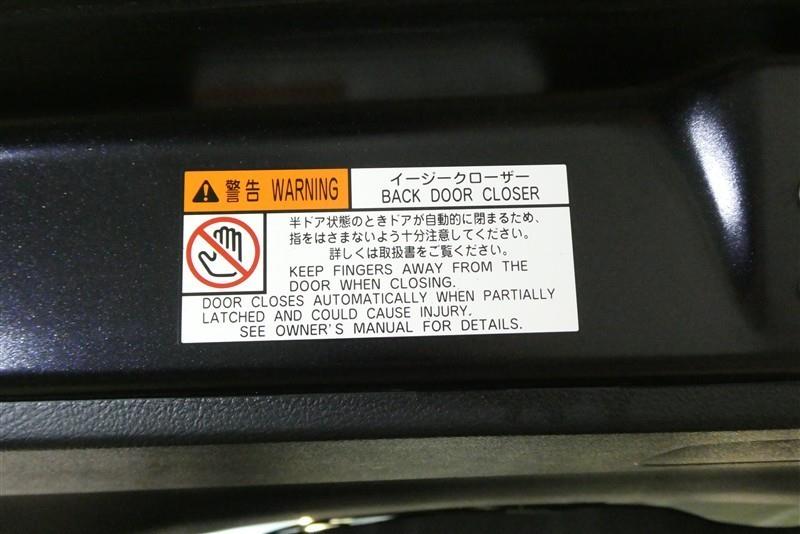 警告 WARNING
イージークローザー
BACK DOOR CLOSER
半ドア状態のときドアが自動的に閉まるため、
指をはさまないよう十分注意してください。
詳しくは取扱書をご覧ください。
KEEP FINGERS AWAY FROM THE
DOOR WHEN CLOSING.
DOOR CLOSES AUTOMATICALLY WHEN PARTIALLY
LATCHED AND COULD CAUSE INJURY.
SEE OWNER'S MANUAL FOR DETAILS.